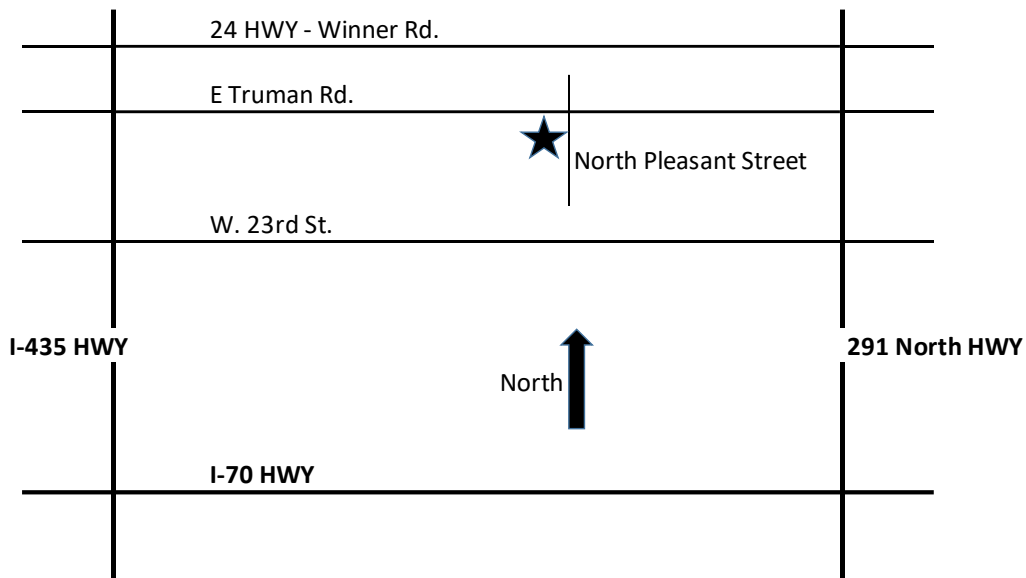 24 HWY - Winner Rd.
E Truman Rd.
North Pleasant Street
W. 23rd St.
I-435 HWY
291 North HWY
North
I-70 HWY